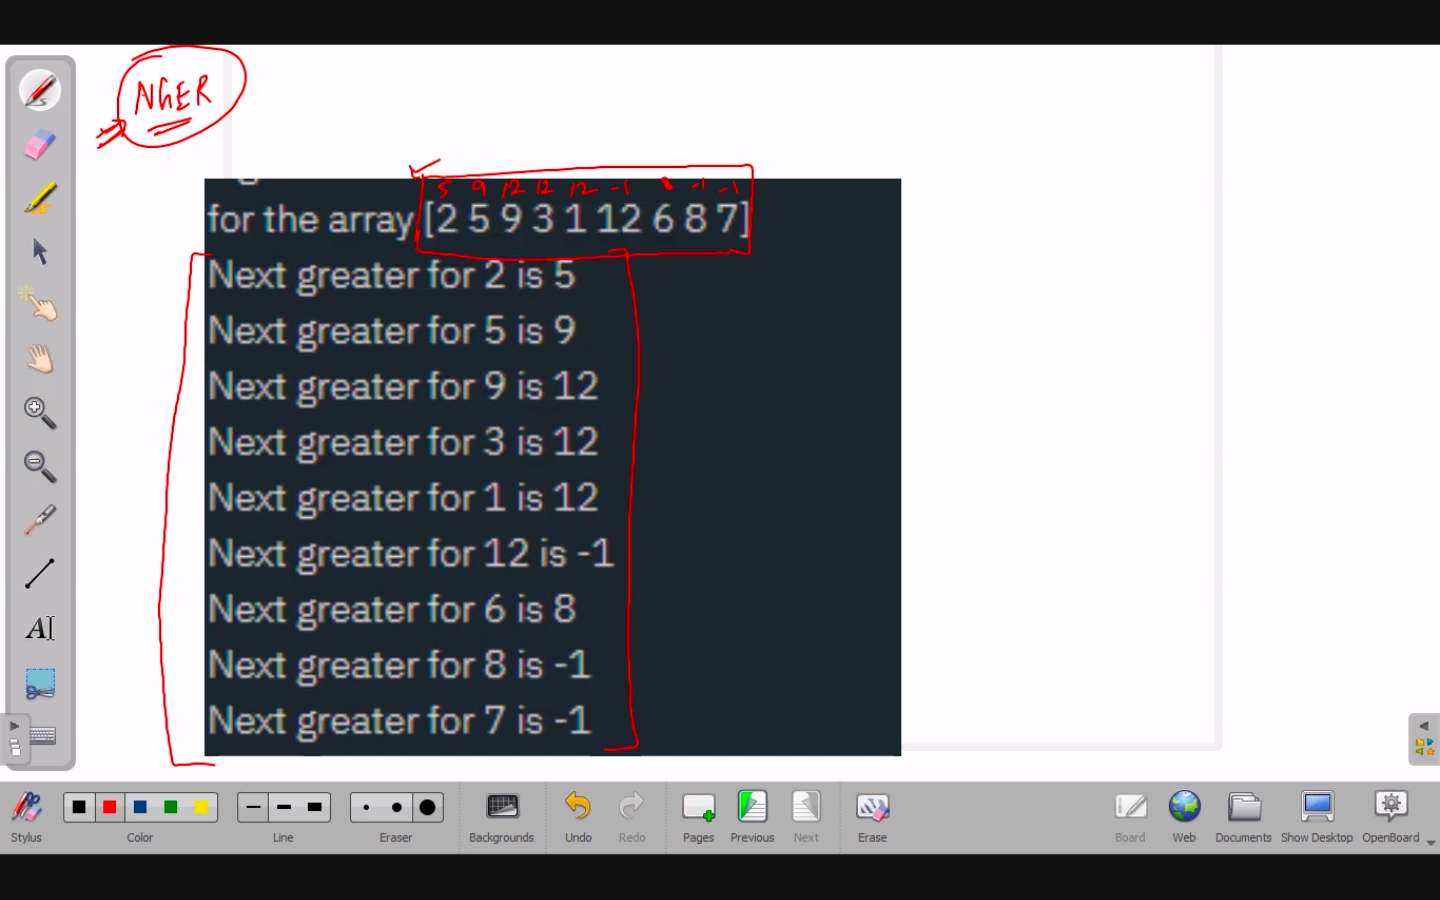 NGER
5 9 12 12 12 -1 8 -1 -1
for the array [2 5 9 3 1 12 6 8 7]
Next greater for 2 is 5
Next greater for 5 is 9
Next greater for 9 is 12
Next greater for 3 is 12
Next greater for 1 is 12
Next greater for 12 is -1
Next greater for 6 is 8
Next greater for 8 is -1
Next greater for 7 is -1
A
Stylus Color Line Eraser Backgrounds Undo Redo Pages Previous Next Erase Board Web Documents Show Desktop OpenBoard